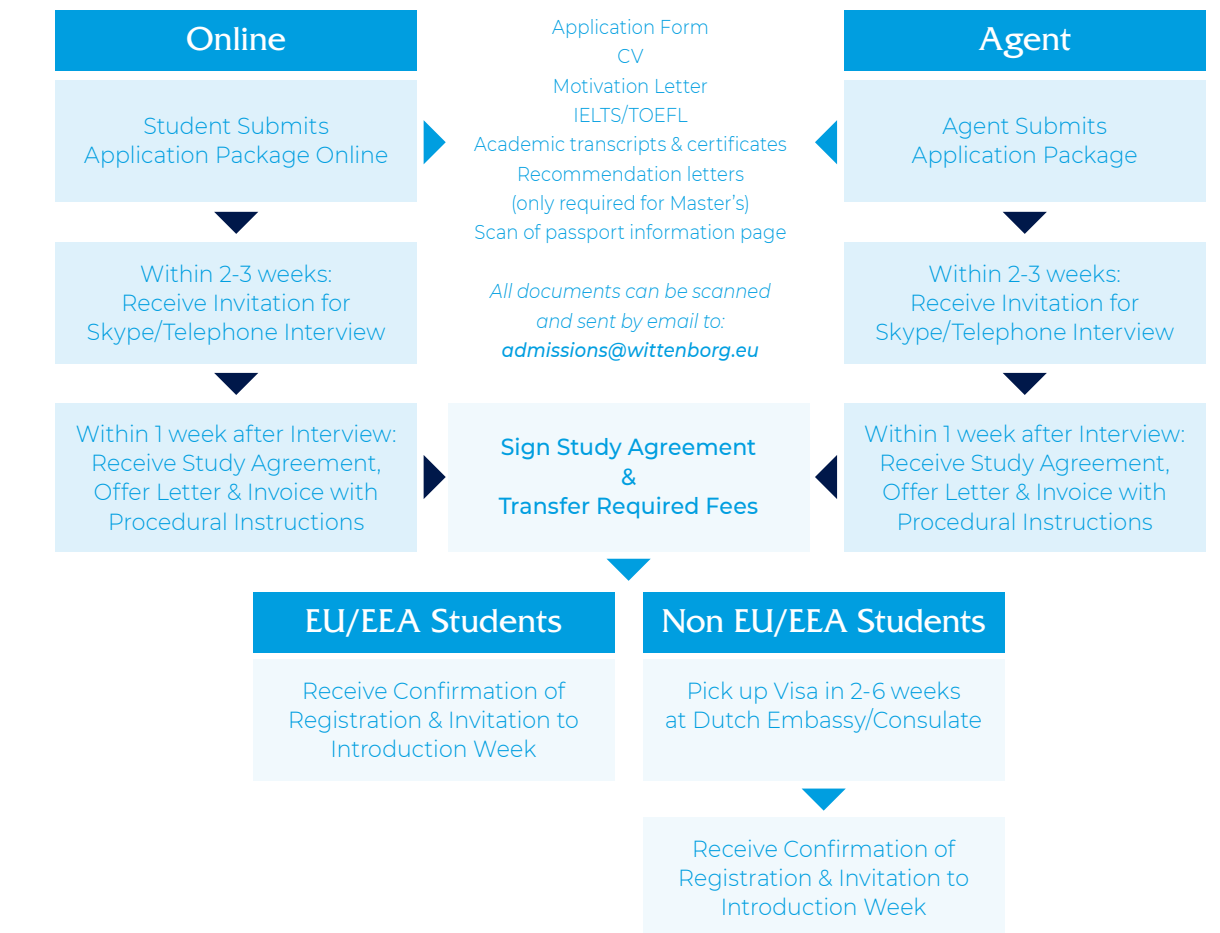 Online
Student Submits
Application Package Online
Within 2-3 weeks:
Receive Invitation for
Skype/Telephone Interview
Within 1 week after Interview:
Receive Study Agreement,
Offer Letter & Invoice with
Procedural Instructions
Application Form
CV
Motivation Letter
IELTS/TOEFL
Academic transcripts & certificates
Recommendation letters
(only required for Master's)
Scan of passport information page
All documents can be scanned
and sent by email to:
admissions@wittenborg.eu
Agent
Agent Submits
Application Package
Within 2-3 weeks:
Receive Invitation for
Skype/Telephone Interview
Within 1 week after Interview:
Receive Study Agreement,
Offer Letter & Invoice with
Procedural Instructions
Sign Study Agreement
&
Transfer Required Fees
EU/EEA Students
Receive Confirmation of
Registration & Invitation to
Introduction Week
Non EU/EEA Students
Pick up Visa in 2-6 weeks
at Dutch Embassy/Consulate
Receive Confirmation of
Registration & Invitation to
Introduction Week